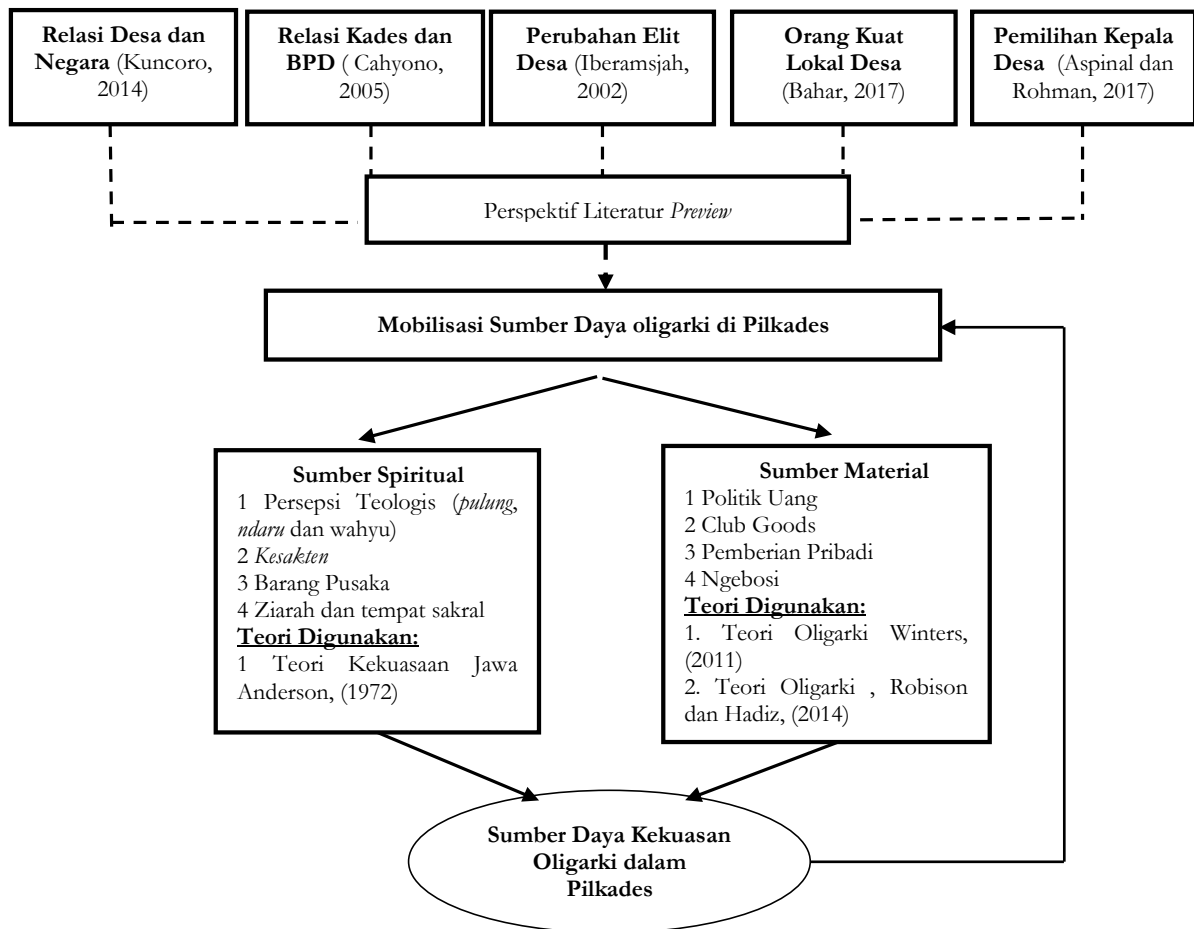 Relasi Desa dan
Negara (Kuncoro,
2014)
Relasi Kades dan
BPD ( Cahyono,
2005)
Perubahan Elit
Desa (Iberamsjah,
2002)
Orang Kuat
Lokal Desa
(Bahar, 2017)
Pemilihan Kepala
Desa (Aspinal dan
Rohman, 2017)
Perspektif Literatur Preview
Mobilisasi Sumber Daya oligarki di Pilkades
Sumber Spiritual
1 Persepsi Teologis (pulung,
ndaru dan wahyu)
2 Kesakten
3 Barang Pusaka
4 Ziarah dan tempat sakral
Teori Digunakan:
1 Teori Kekuasaan Jawa
Anderson, (1972)
Sumber Material
1 Politik Uang
2 Club Goods
3 Pemberian Pribadi
4 Ngebosi
Teori Digunakan:
1. Teori Oligarki Winters,
(2011)
2. Teori Oligarki , Robison
dan Hadiz, (2014)
Sumber Daya Kekuasan
Oligarki dalam
Pilkades